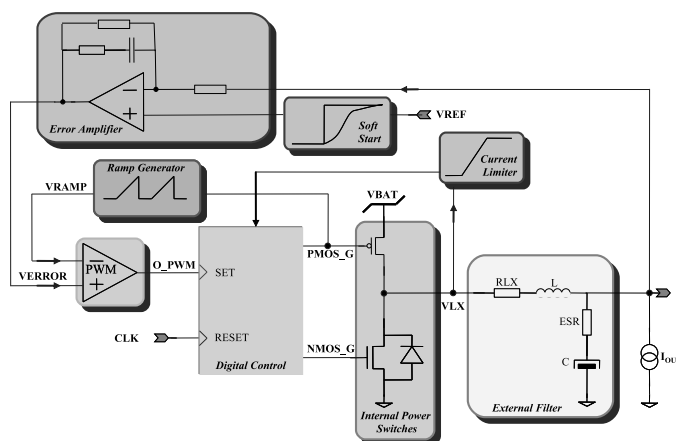 Error Amplifier
−
+
Soft
Start
VREF
Current
Limiter
Ramp Generator
VRAMP
VBAT
PWM
−
+
O_PWM
VERROR
SET
PMOS_G
RLX
L
VLX
ESR
CLK
RESET
NMOS_G
C
IOU
Digital Control
Internal Power
Switches
External Filter